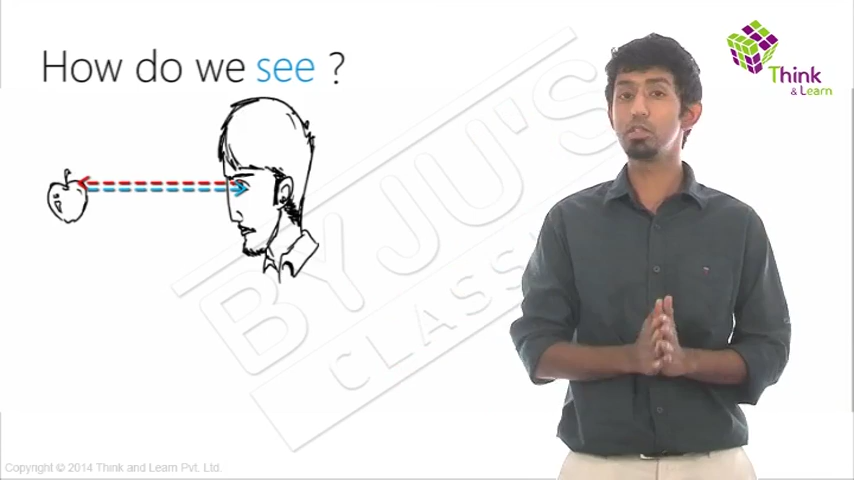 How do we see ?
Think
& Learn
BYJU'S
CLASSES
Copyright © 2014 Think and Learn Pvt. Ltd.